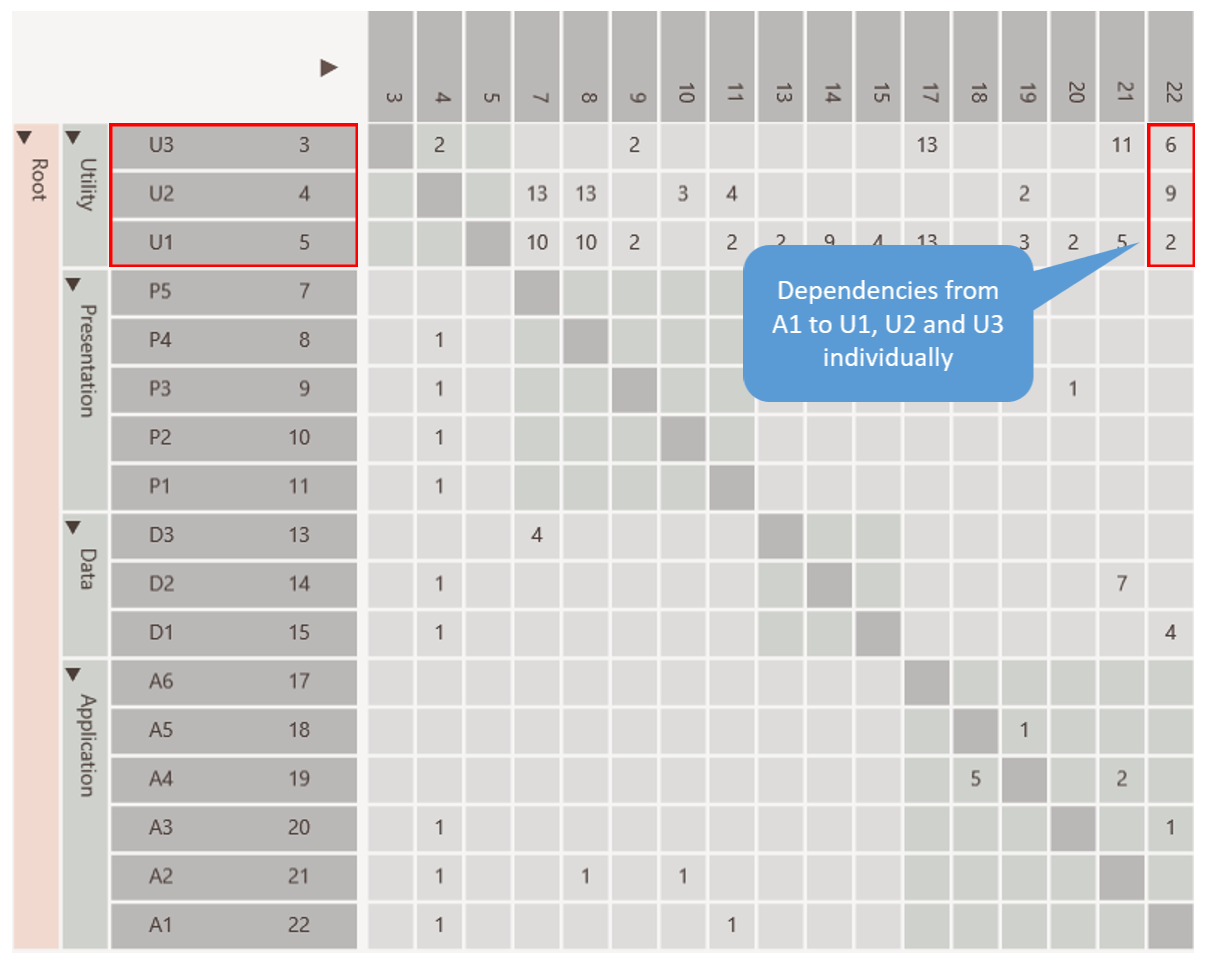 ▶ 3 4 5 7 8 9 10 11 13 14 15 17 18 19 20 21 22
Root
Utility
U3 3 2 2 13 11 6
U2 4 13 13 3 4 2 9
U1 5 10 10 2 2 2 9 4 13 3 2 5 2
Presentation
P5 7
P4 8 1
P3 9 1 1
P2 10 1
P1 11 1
Dependencies from
A1 to U1, U2 and U3
individually
Data
D3 13 4
D2 14 1 7
D1 15 1 4
Application
A6 17
A5 18 1
A4 19 5 2
A3 20 1 1
A2 21 1 1 1
A1 22 1 1